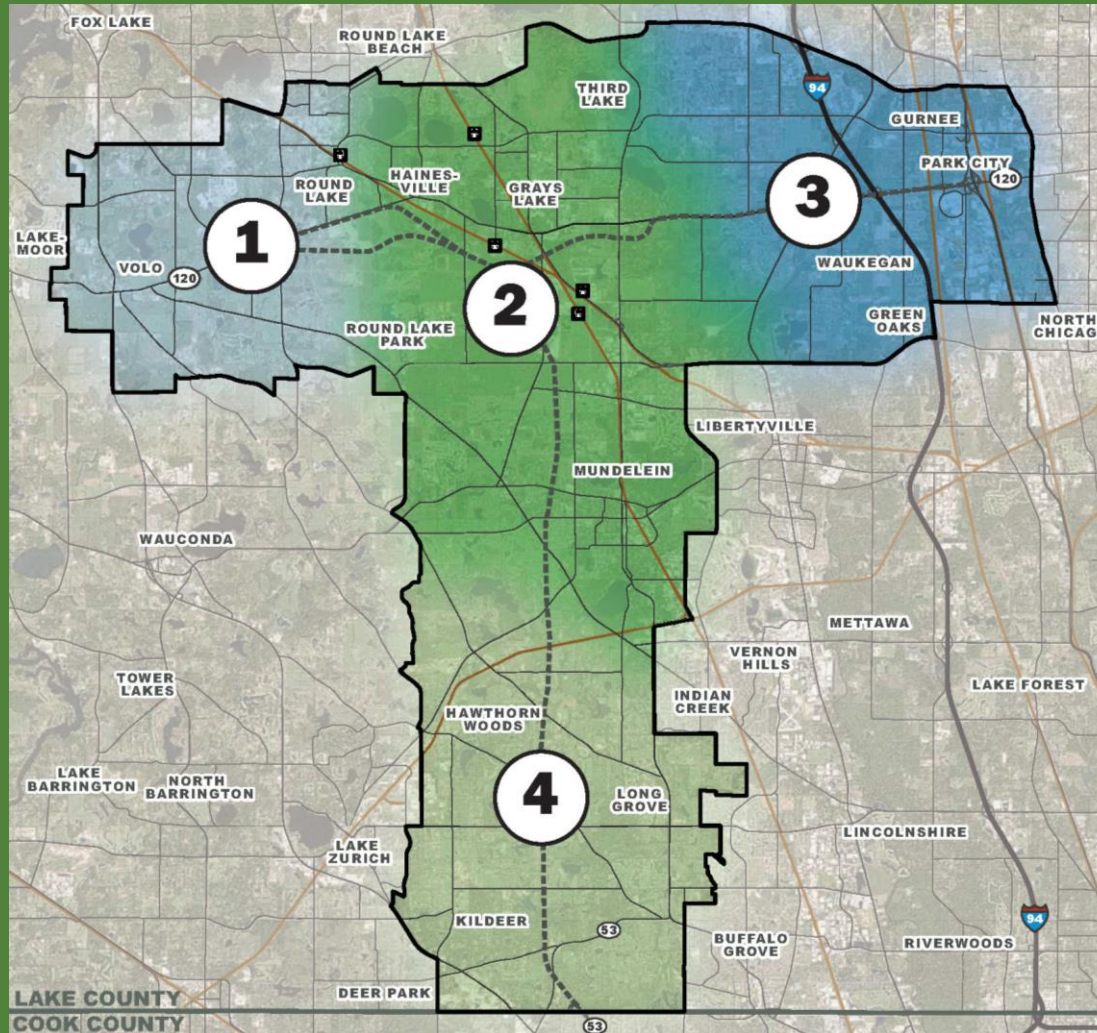 FOX LAKE
ROUND LAKE
BEACH
94
THIRD
LAKE
GURNEE
PARK CITY
120
HAINES-
VILLE
ROUND
LAKE
GRAYS
LAKE
3
1
LAKE-
MOOR
VOLO
120
WAUKEGAN
2
GREEN
OAKS
NORTH
CHICAG
ROUND LAKE
PARK
LIBERTYVILLE
MUNDELEIN
WAUCONDA
METTAWA
VERNON
HILLS
TOWER
LAKES
LAKE FOREST
INDIAN
CREEK
HAWTHORN
WOODS
4
LAKE
BARRINGTON
NORTH
BARRINGTON
LONG
GROVE
LINCOLNSHIRE
LAKE
ZURICH
94
KILDEER
53
BUFFALO
GROVE
RIVERWOODS
DEER PARK
LAKE COUNTY
COOK COUNTY
53